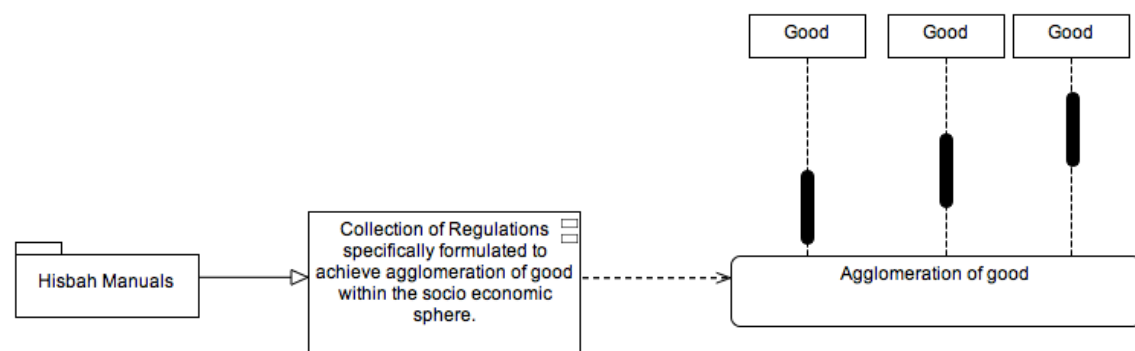 Good
Good
Good
Hisbah Manuals
Collection of Regulations
specifically formulated to
achieve agglomeration of good
within the socio economic
sphere.
Agglomeration of good